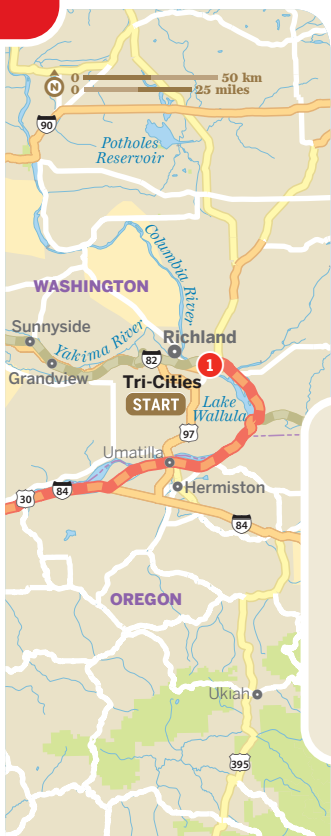 0 50 km
N
0 25 miles
90
Potholes
Reservoir
Columbia River
WASHINGTON
Sunnyside
Yakima River
Richland
82
1
Grandview
Tri-Cities
START
Lake
Wallula
97
Umatilla
Hermiston
84
30
84
OREGON
Ukiah
395